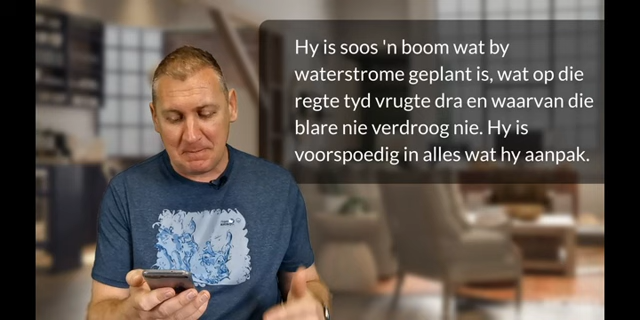 Hy is soos 'n boom wat by
waterstrome geplant is, wat op die
regte tyd vrugte dra en waarvan die
blare nie verdroog nie. Hy is
voorspoedig in alles wat hy aanpak.